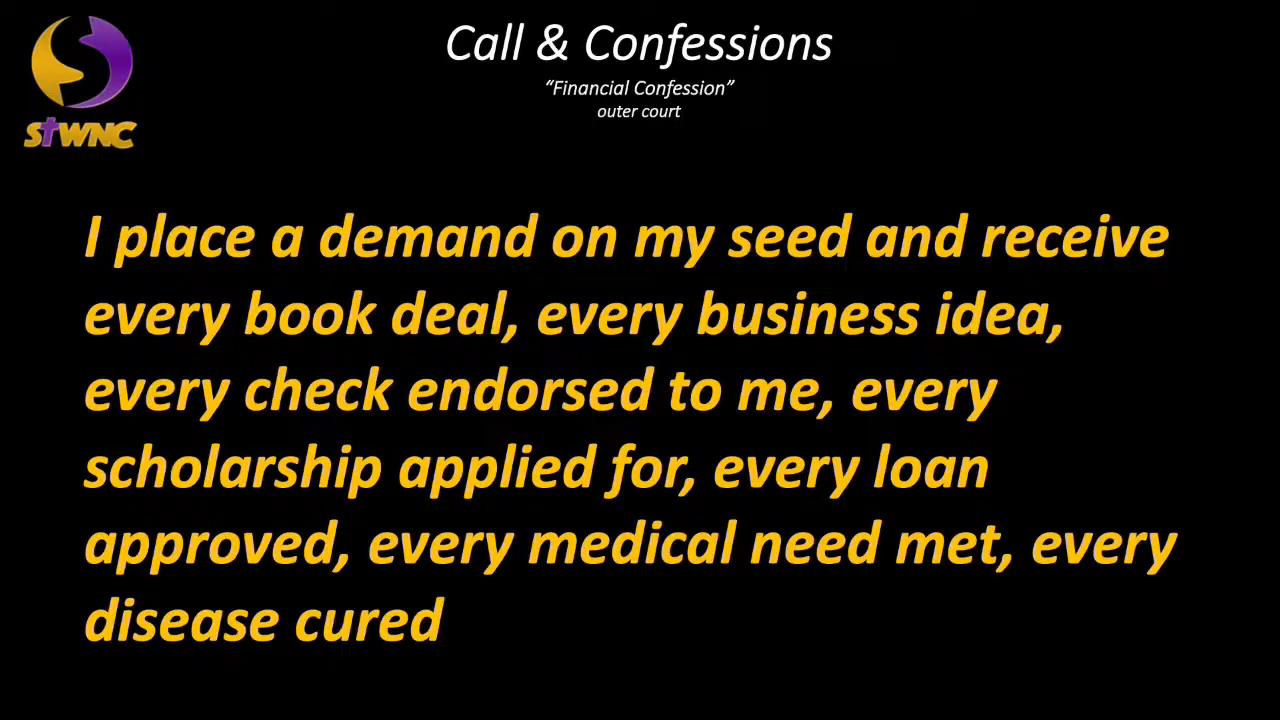 Call & Confessions
“Financial Confession”
outer court
STWNC
I place a demand on my seed and receive
every book deal, every business idea,
every check endorsed to me, every
scholarship applied for, every loan
approved, every medical need met, every
disease cured